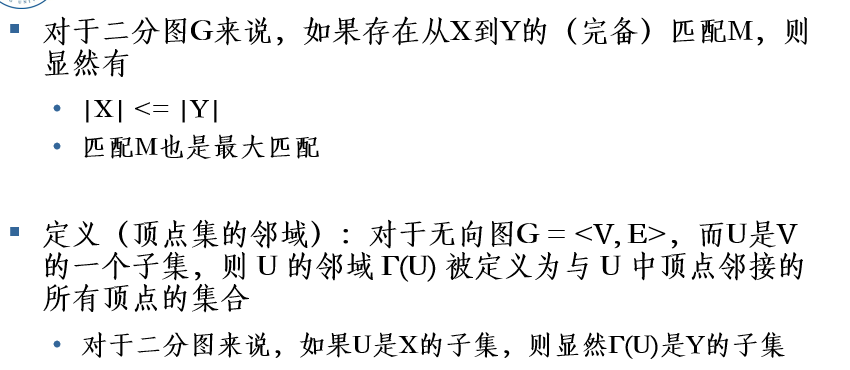 对于二分图G来说，如果存在从X到Y的（完备）匹配M，则
显然有
|X| <= |Y|
匹配M也是最大匹配
定义（顶点集的邻域）：对于无向图G = <V, E>，而U是V
的一个子集，则 U 的邻域 Γ(U) 被定义为与 U 中顶点邻接的
所有顶点的集合
对于二分图来说，如果U是X的子集，则显然Γ(U)是Y的子集